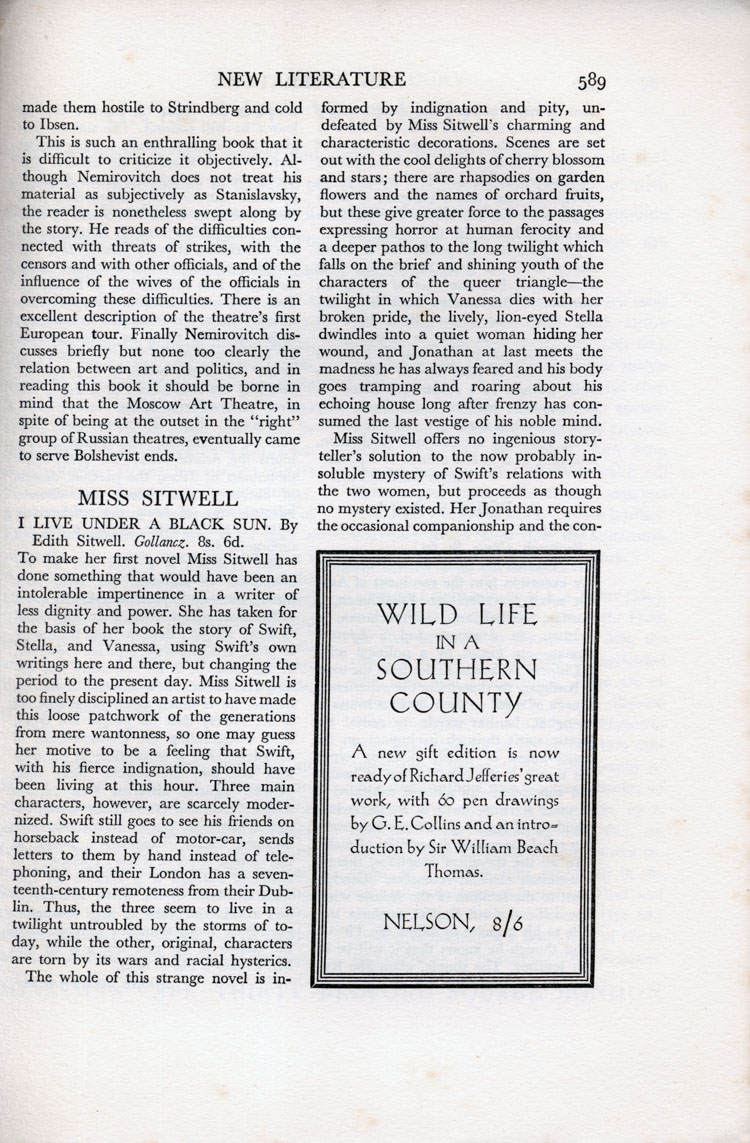 NEW LITERATURE 589
made them hostile to Strindberg and cold
to Ibsen.
This is such an enthralling book that it
is difficult to criticize it objectively. Al-
though Nemirovitch does not treat his
material as subjectively as Stanislavsky,
the reader is nonetheless swept along by
the story. He reads of the difficulties con-
nected with threats of strikes, with the
censors and with other officials, and of the
influence of the wives of the officials in
overcoming these difficulties. There is an
excellent description of the theatre's first
European tour. Finally Nemirovitch dis-
cusses briefly but none too clearly the
relation between art and politics, and in
reading this book it should be borne in
mind that the Moscow Art Theatre, in
spite of being at the outset in the "right"
group of Russian theatres, eventually came
to serve Bolshevist ends.
MISS SITWELL
I LIVE UNDER A BLACK SUN. By
Edith Sitwell. Gollancz. 8s. 6d.
To make her first novel Miss Sitwell has
done something that would have been an
intolerable impertinence in a writer of
less dignity and power. She has taken for
the basis of her book the story of Swift,
Stella, and Vanessa, using Swift's own
writings here and there, but changing the
period to the present day. Miss Sitwell is
too finely disciplined an artist to have made
this loose patchwork of the generations
from mere wantonness, so one may guess
her motive to be a feeling that Swift,
with his fierce indignation, should have
been living at this hour. Three main
characters, however, are scarcely moder-
nized. Swift still goes to see his friends on
horseback instead of motor-car, sends
letters to them by hand instead of tele-
phoning, and their London has a seven-
teenth-century remoteness from their Dub-
lin. Thus, the three seem to live in a
twilight untroubled by the storms of to-
day, while the other, original, characters
are torn by its wars and racial hysterics.
The whole of this strange novel is in-
formed by indignation and pity, un-
defeated by Miss Sitwell's charming and
characteristic decorations. Scenes are set
out with the cool delights of cherry blossom
and stars; there are rhapsodies on garden
flowers and the names of orchard fruits,
but these give greater force to the passages
expressing horror at human ferocity and
a deeper pathos to the long twilight which
falls on the brief and shining youth of the
characters of the queer triangle—the
twilight in which Vanessa dies with her
broken pride, the lively, lion-eyed Stella
dwindles into a quiet woman hiding her
wound, and Jonathan at last meets the
madness he has always feared and his body
goes tramping and roaring about his
echoing house long after frenzy has con-
sumed the last vestige of his noble mind.
Miss Sitwell offers no ingenious story-
teller's solution to the now probably in-
soluble mystery of Swift's relations with
the two women, but proceeds as though
no mystery existed. Her Jonathan requires
the occasional companionship and the con-
WILD LIFE
IN A
SOUTHERN
COUNTY
A new gift edition is now
ready of Richard Jefferies' great
work, with 60 pen drawings
by G. E. Collins and an intro=
duction by Sir William Beach
Thomas.
NELSON, 8/6